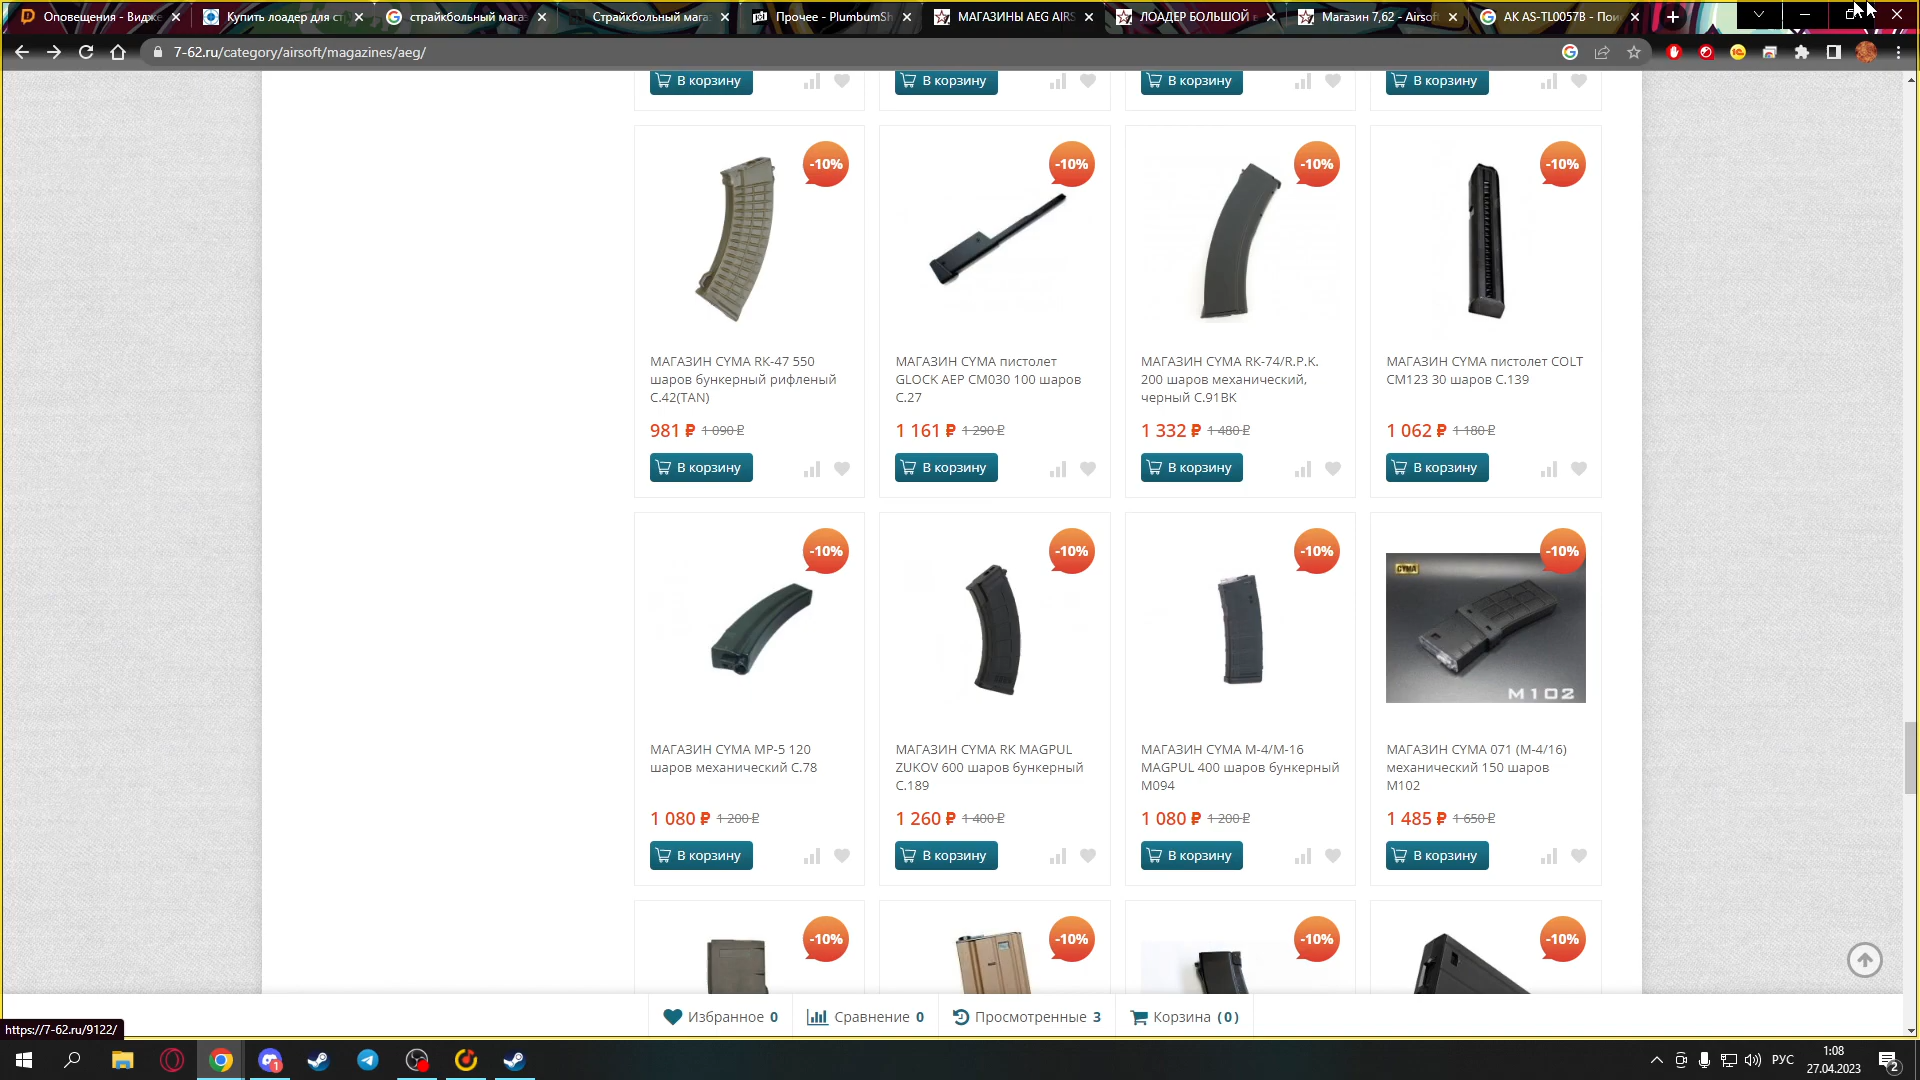 Оповещения - Видже
Купить лоадер для ст
страйкбольный мага
Страйкбольный мага
Прочее - PlumbumSh
МАГАЗИНЫ AEG AIRS
ЛОАДЕР БОЛЬШОЙ
Магазин 7,62 - Airsoft
AK AS-TL0057B - Пои
7-62.ru/category/airsoft/magazines/aeg/
В корзину
В корзину
В корзину
В корзину
-10%
-10%
-10%
-10%
МАГАЗИН CYMA RК-47 550
шаров бункерный рифленый
С.42(TAN)
МАГАЗИН CYMA пистолет
GLOCK AEP CM030 100 шаров
C.27
МАГАЗИН CYMA RK-74/R.P.K.
200 шаров механический,
черный C.91BK
МАГАЗИН CYMA пистолет COLT
CM123 30 шаров C.139
981 ₽ 1 090 ₽
1 161 ₽ 1 290 ₽
1 332 ₽ 1 480 ₽
1 062 ₽ 1 180 ₽
В корзину
В корзину
В корзину
В корзину
-10%
-10%
-10%
-10%
CYMA
M102
МАГАЗИН CYMA MP-5 120
шаров механический C.78
МАГАЗИН CYMA RK MAGPUL
ZUKOV 600 шаров бункерный
C.189
МАГАЗИН CYMA M-4/M-16
MAGPUL 400 шаров бункерный
M094
МАГАЗИН CYMA 071 (M-4/16)
механический 150 шаров
M102
1 080 ₽ 1 200 ₽
1 260 ₽ 1 400 ₽
1 080 ₽ 1 200 ₽
1 485 ₽ 1 650 ₽
В корзину
В корзину
В корзину
В корзину
-10%
-10%
-10%
-10%
Избранное 0
Сравнение 0
Просмотренные 3
Корзина (0)
https://7-62.ru/9122/
1
РУС
1:08
27.04.2023
2